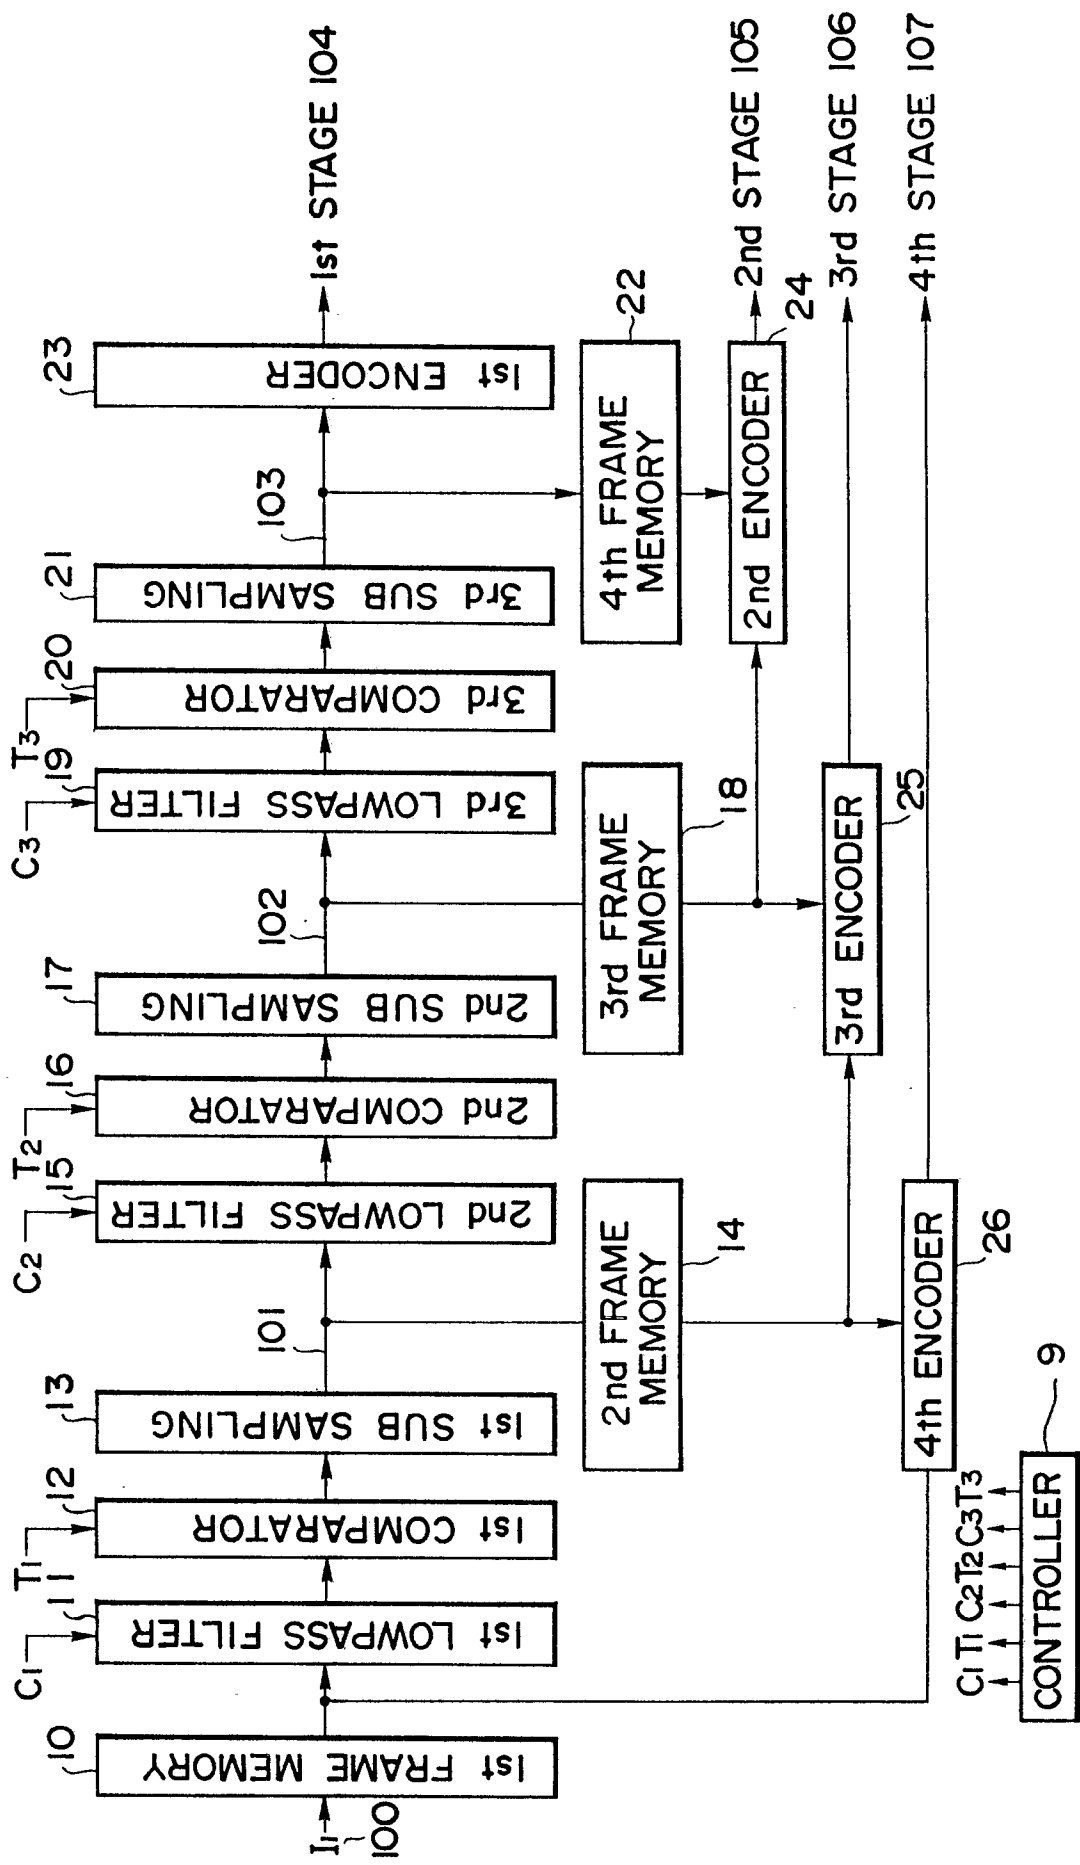 I1
100
10
1st FRAME MEMORY
C1
11
1st LOWPASS FILTER
T1
12
1st COMPARATOR
13
1st SUB SAMPLING
101
C2
15
2nd LOWPASS FILTER
T2
16
2nd COMPARATOR
17
2nd SUB SAMPLING
102
C3
19
3rd LOWPASS FILTER
T3
20
3rd COMPARATOR
21
3rd SUB SAMPLING
103
23
1st ENCODER
1st STAGE 104
2nd FRAME
MEMORY
14
3rd FRAME
MEMORY
18
4th FRAME
MEMORY
22
2nd ENCODER
24
2nd STAGE 105
3rd ENCODER
25
3rd STAGE 106
4th ENCODER
26
4th STAGE 107
C1 T1 C2 T2 C3 T3
CONTROLLER
9